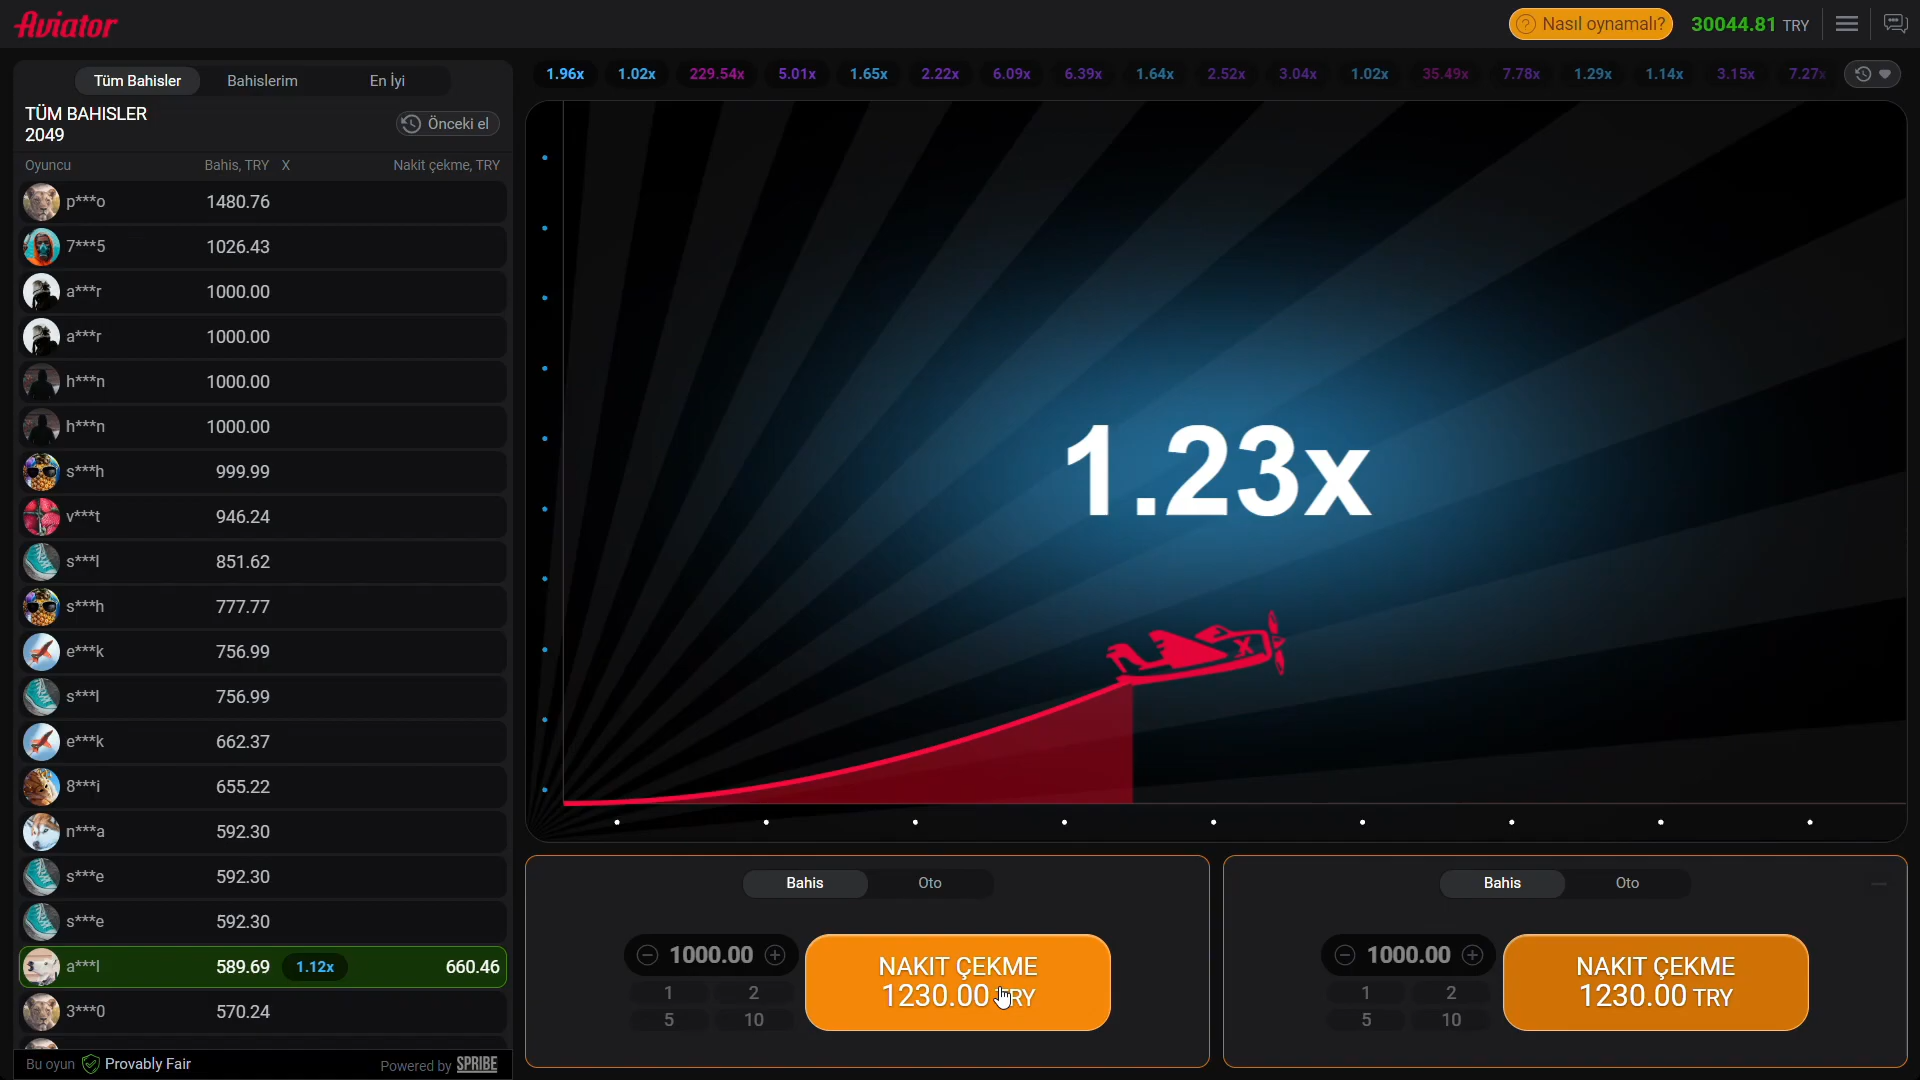 Aviator
? Nasıl oynamalı?
30044.81 TRY
Tüm Bahisler
Bahislerim
En İyi
TÜM BAHISLER
2049
Önceki el
Oyuncu
Bahis, TRY X
Nakit çekme, TRY
p***o 1480.76
7***5 1026.43
a***r 1000.00
a***r 1000.00
h***n 1000.00
h***n 1000.00
s***h 999.99
v***t 946.24
s***l 851.62
s***h 777.77
e***k 756.99
s***l 756.99
e***k 662.37
8***i 655.22
n***a 592.30
s***e 592.30
s***e 592.30
a***l 589.69 1.12x 660.46
3***0 570.24
Bu oyun Provably Fair
Powered by SPRIBE
1.96x 1.02x 229.54x 5.01x 1.65x 2.22x 6.09x 6.39x 1.64x 2.52x 3.04x 1.02x 35.49x 7.78x 1.29x 1.14x 3.15x 7.27x
1.23x
X
Bahis
Oto
1000.00
1 2
5 10
NAKIT ÇEKME
1230.00 TRY
Bahis
Oto
1000.00
1 2
5 10
NAKIT ÇEKME
1230.00 TRY